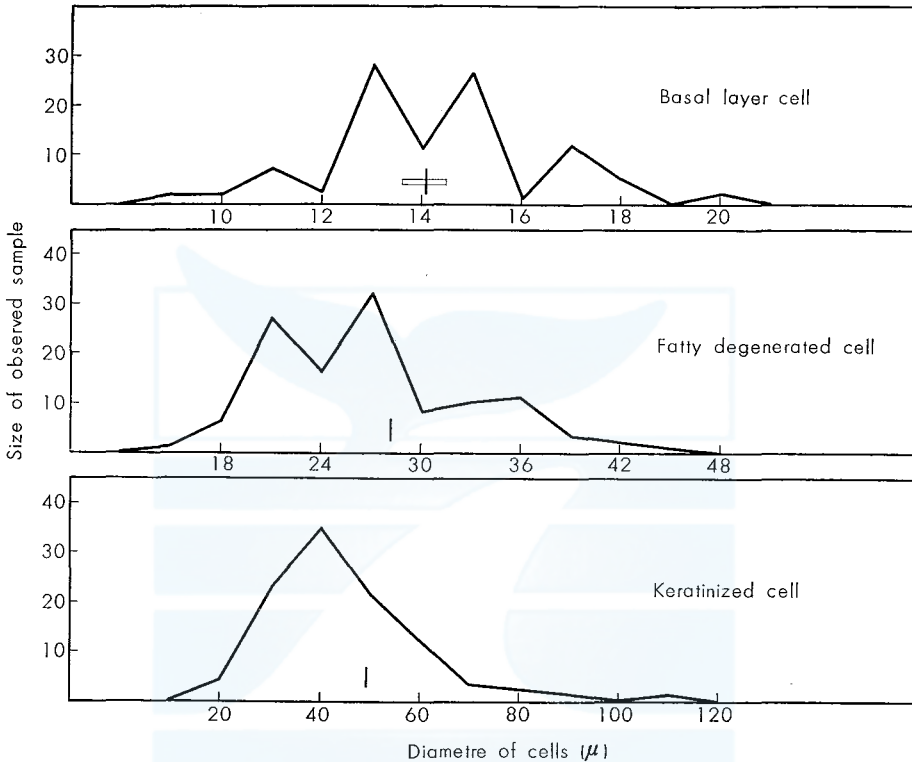 30
20
10
Basal layer cell
10 12 14 16 18 20
Size of observed sample
40
30
20
10
Fatty degenerated cell
18 24 30 36 42 48
40
30
20
10
Keratinized cell
20 40 60 80 100 120
Diametre of cells (μ)